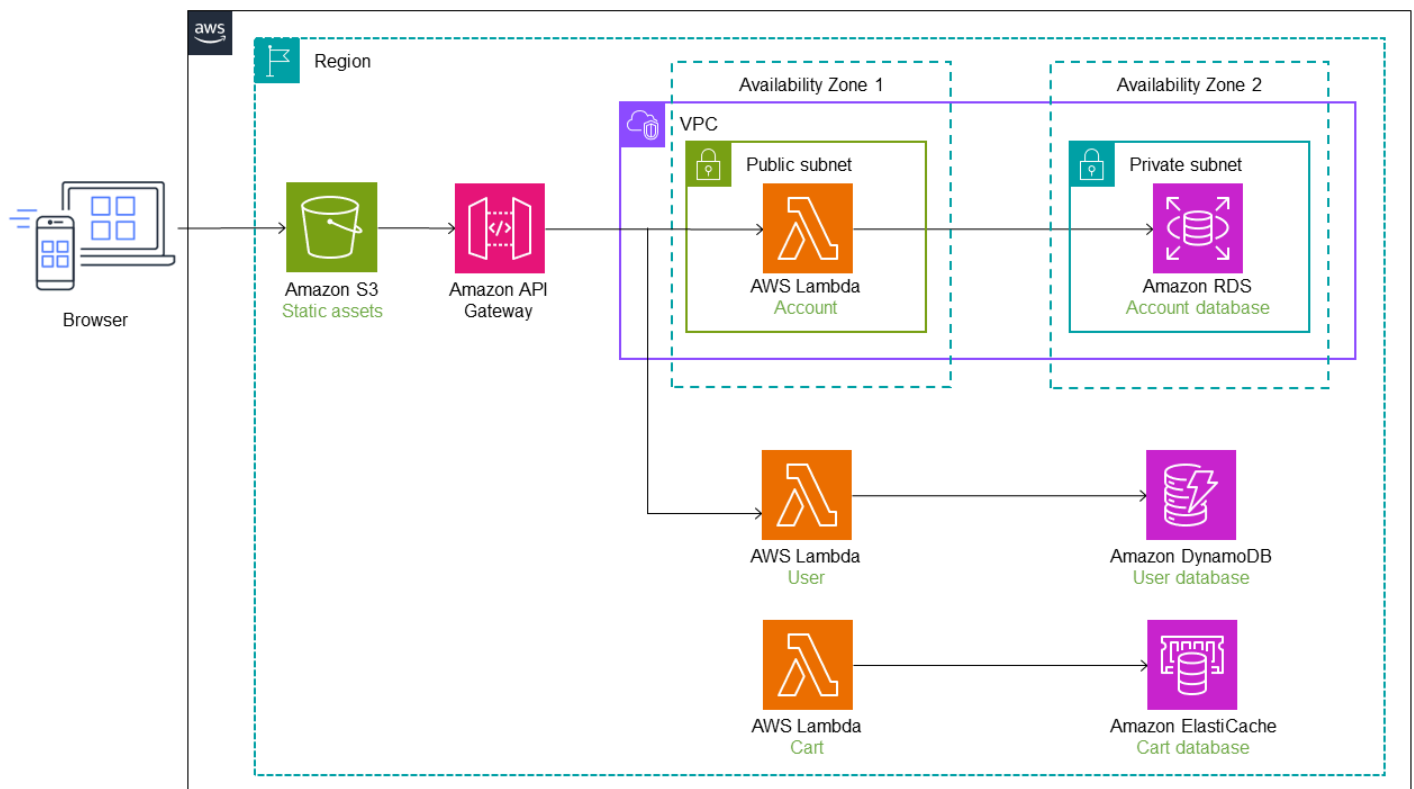 aws
Region
Availability Zone 1
Availability Zone 2
VPC
Public subnet
Private subnet
Browser
Amazon S3
Static assets
</>
Amazon API
Gateway
AWS Lambda
Account
Amazon RDS
Account database
AWS Lambda
User
Amazon DynamoDB
User database
AWS Lambda
Cart
Amazon ElastiCache
Cart database